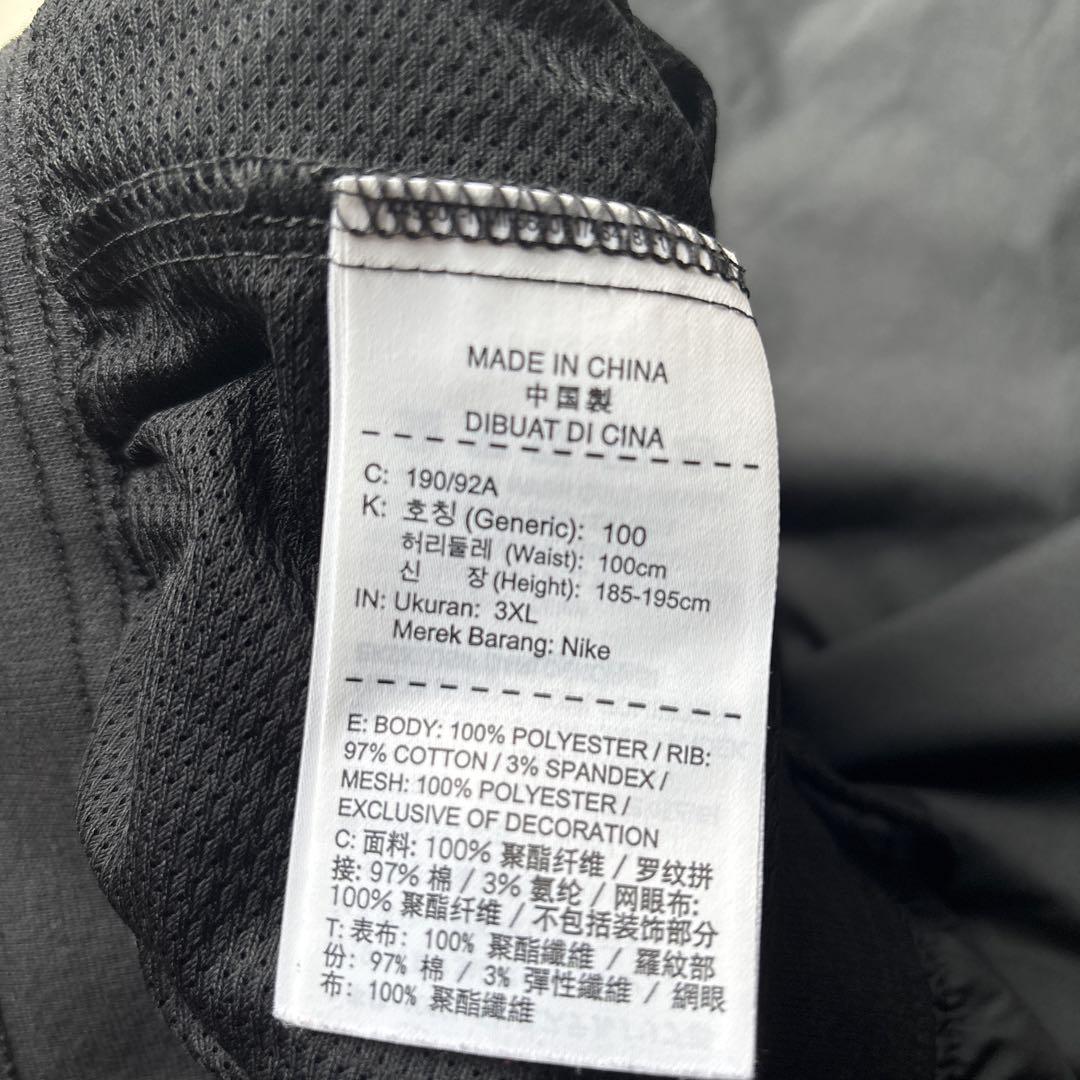 MADE IN CHINA
中国製
DIBUAT DI CINA
C: 190/92A
K: 호칭 (Generic): 100
허리둘레 (Waist): 100cm
신 장 (Height): 185-195cm
IN: Ukuran: 3XL
Merek Barang: Nike
E: BODY: 100% POLYESTER / RIB:
97% COTTON / 3% SPANDEX /
MESH: 100% POLYESTER /
EXCLUSIVE OF DECORATION
C: 面料: 100% 聚酯纤维 / 罗纹拼
接: 97% 棉 / 3% 氨纶 / 网眼布:
100% 聚酯纤维 / 不包括装饰部分
T: 表布: 100% 聚酯纖維 / 羅紋部
份: 97% 棉 / 3% 彈性纖維 / 網眼
布: 100% 聚酯纖維